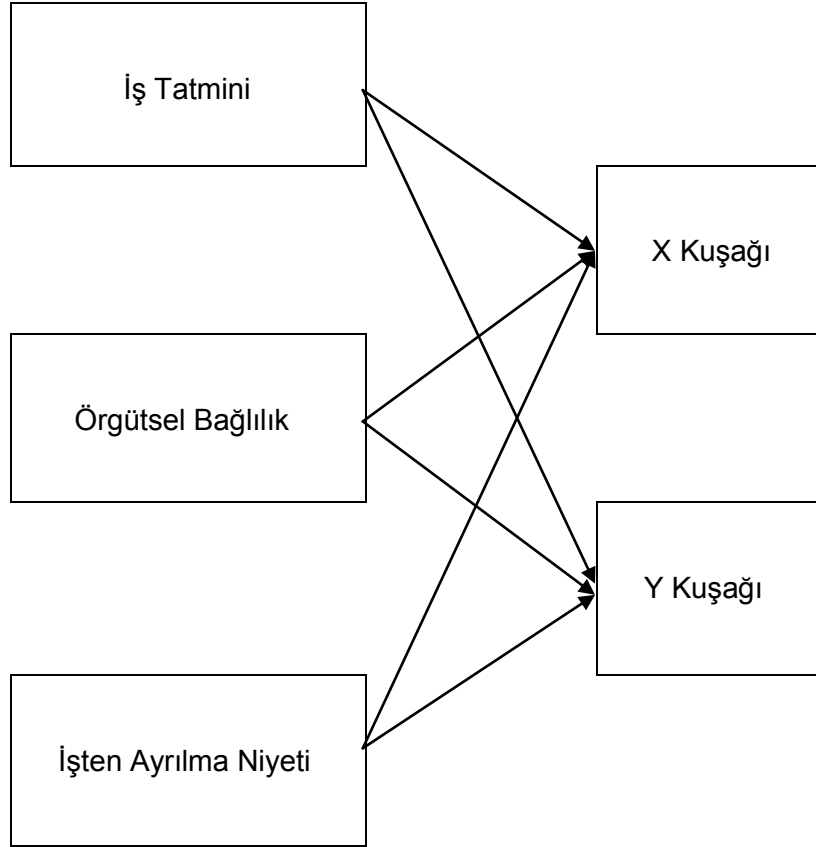 İş Tatmini
X Kuşağı
Örgütsel Bağlılık
Y Kuşağı
İşten Ayrılma Niyeti